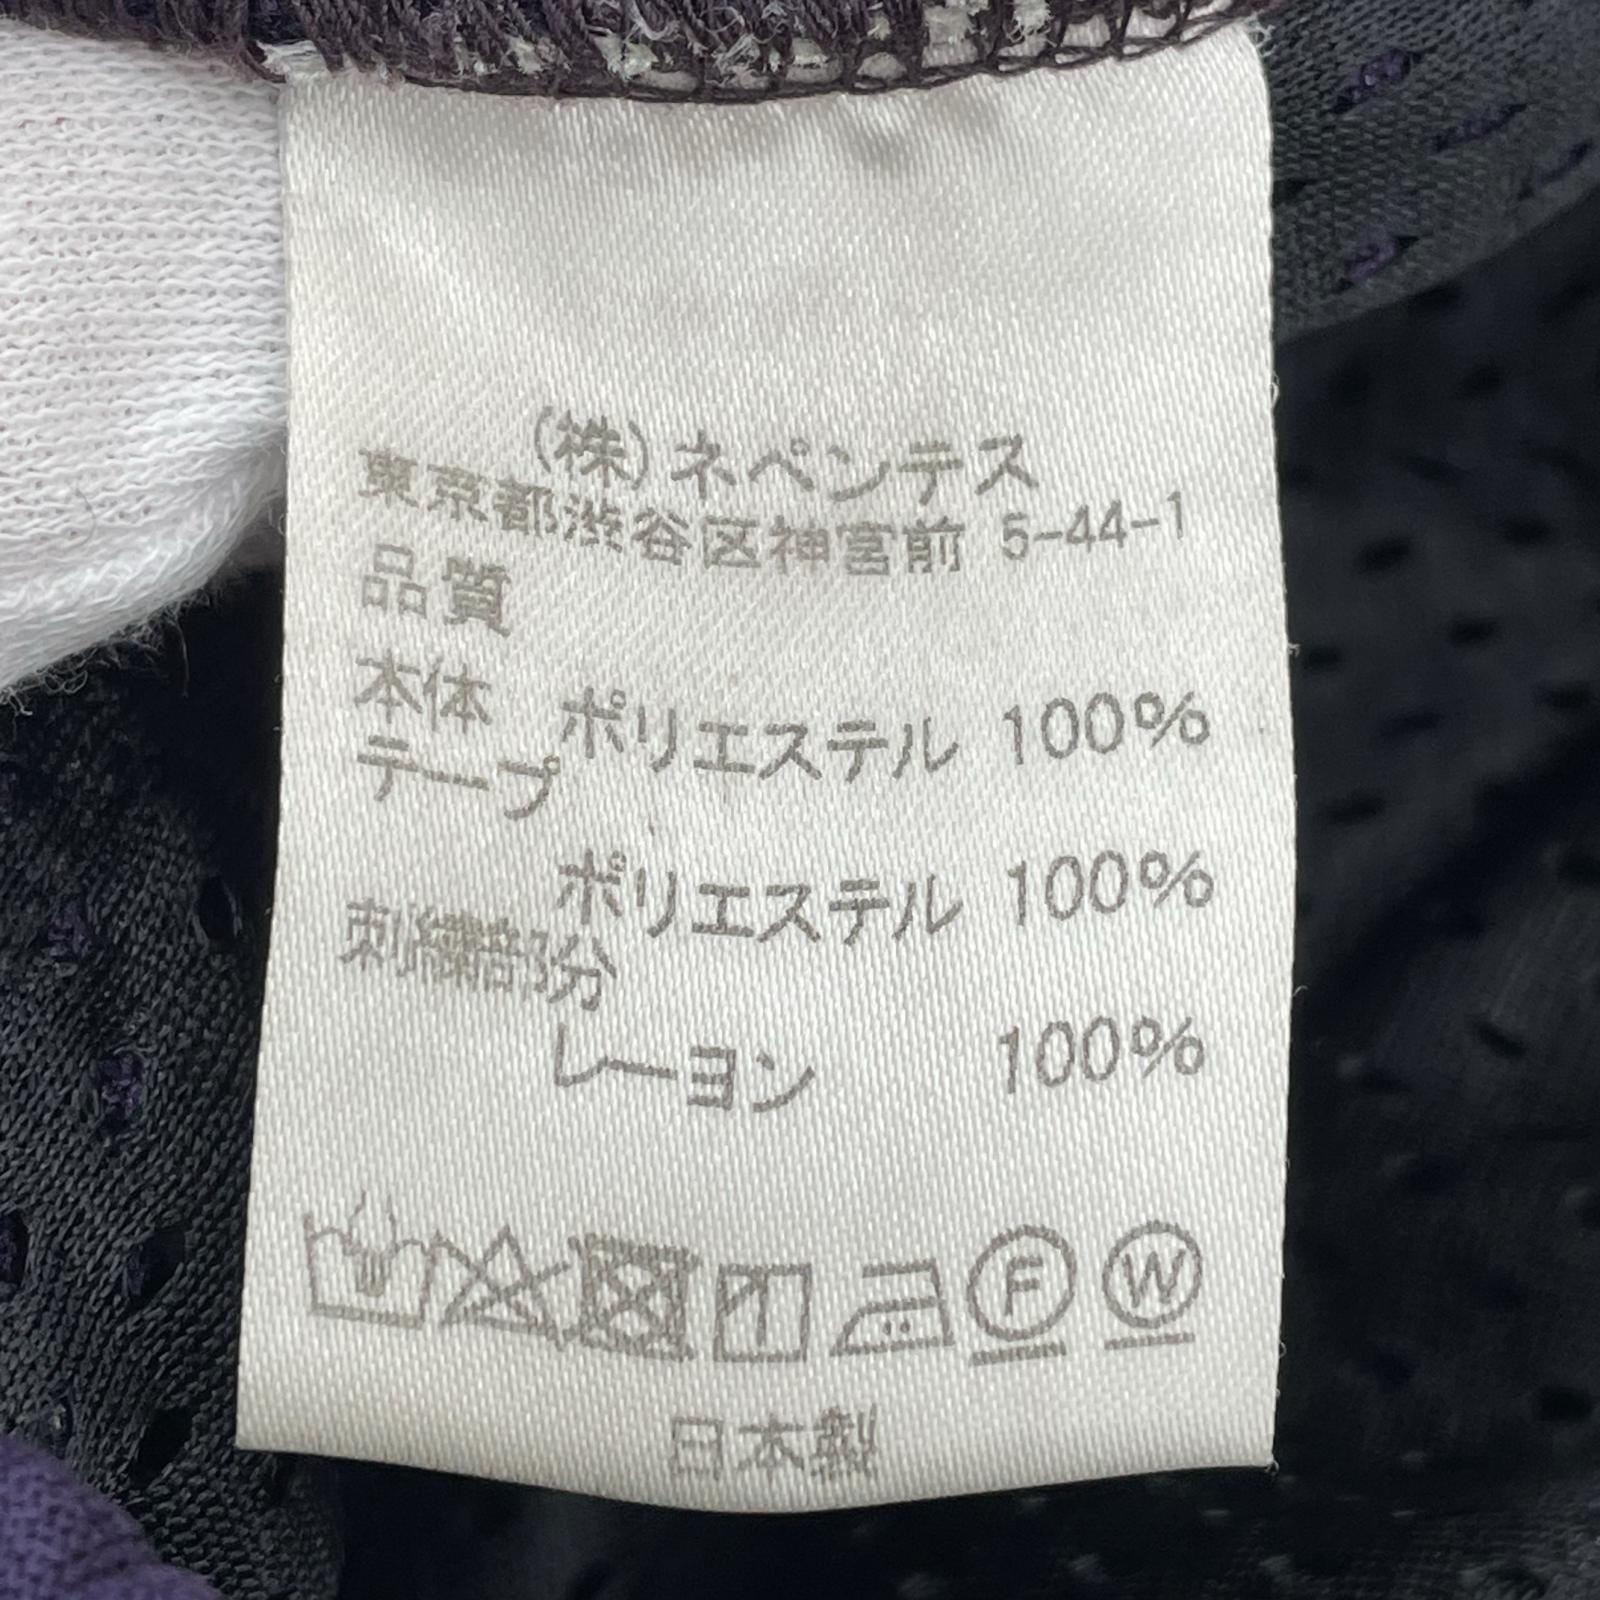 (株)ネペンテス
東京都渋谷区神宮前 5-44-1
品質
本体
ポリエステル 100%
テープ
ポリエステル 100%
刺繍部分
レーヨン 100%
F W
日本製